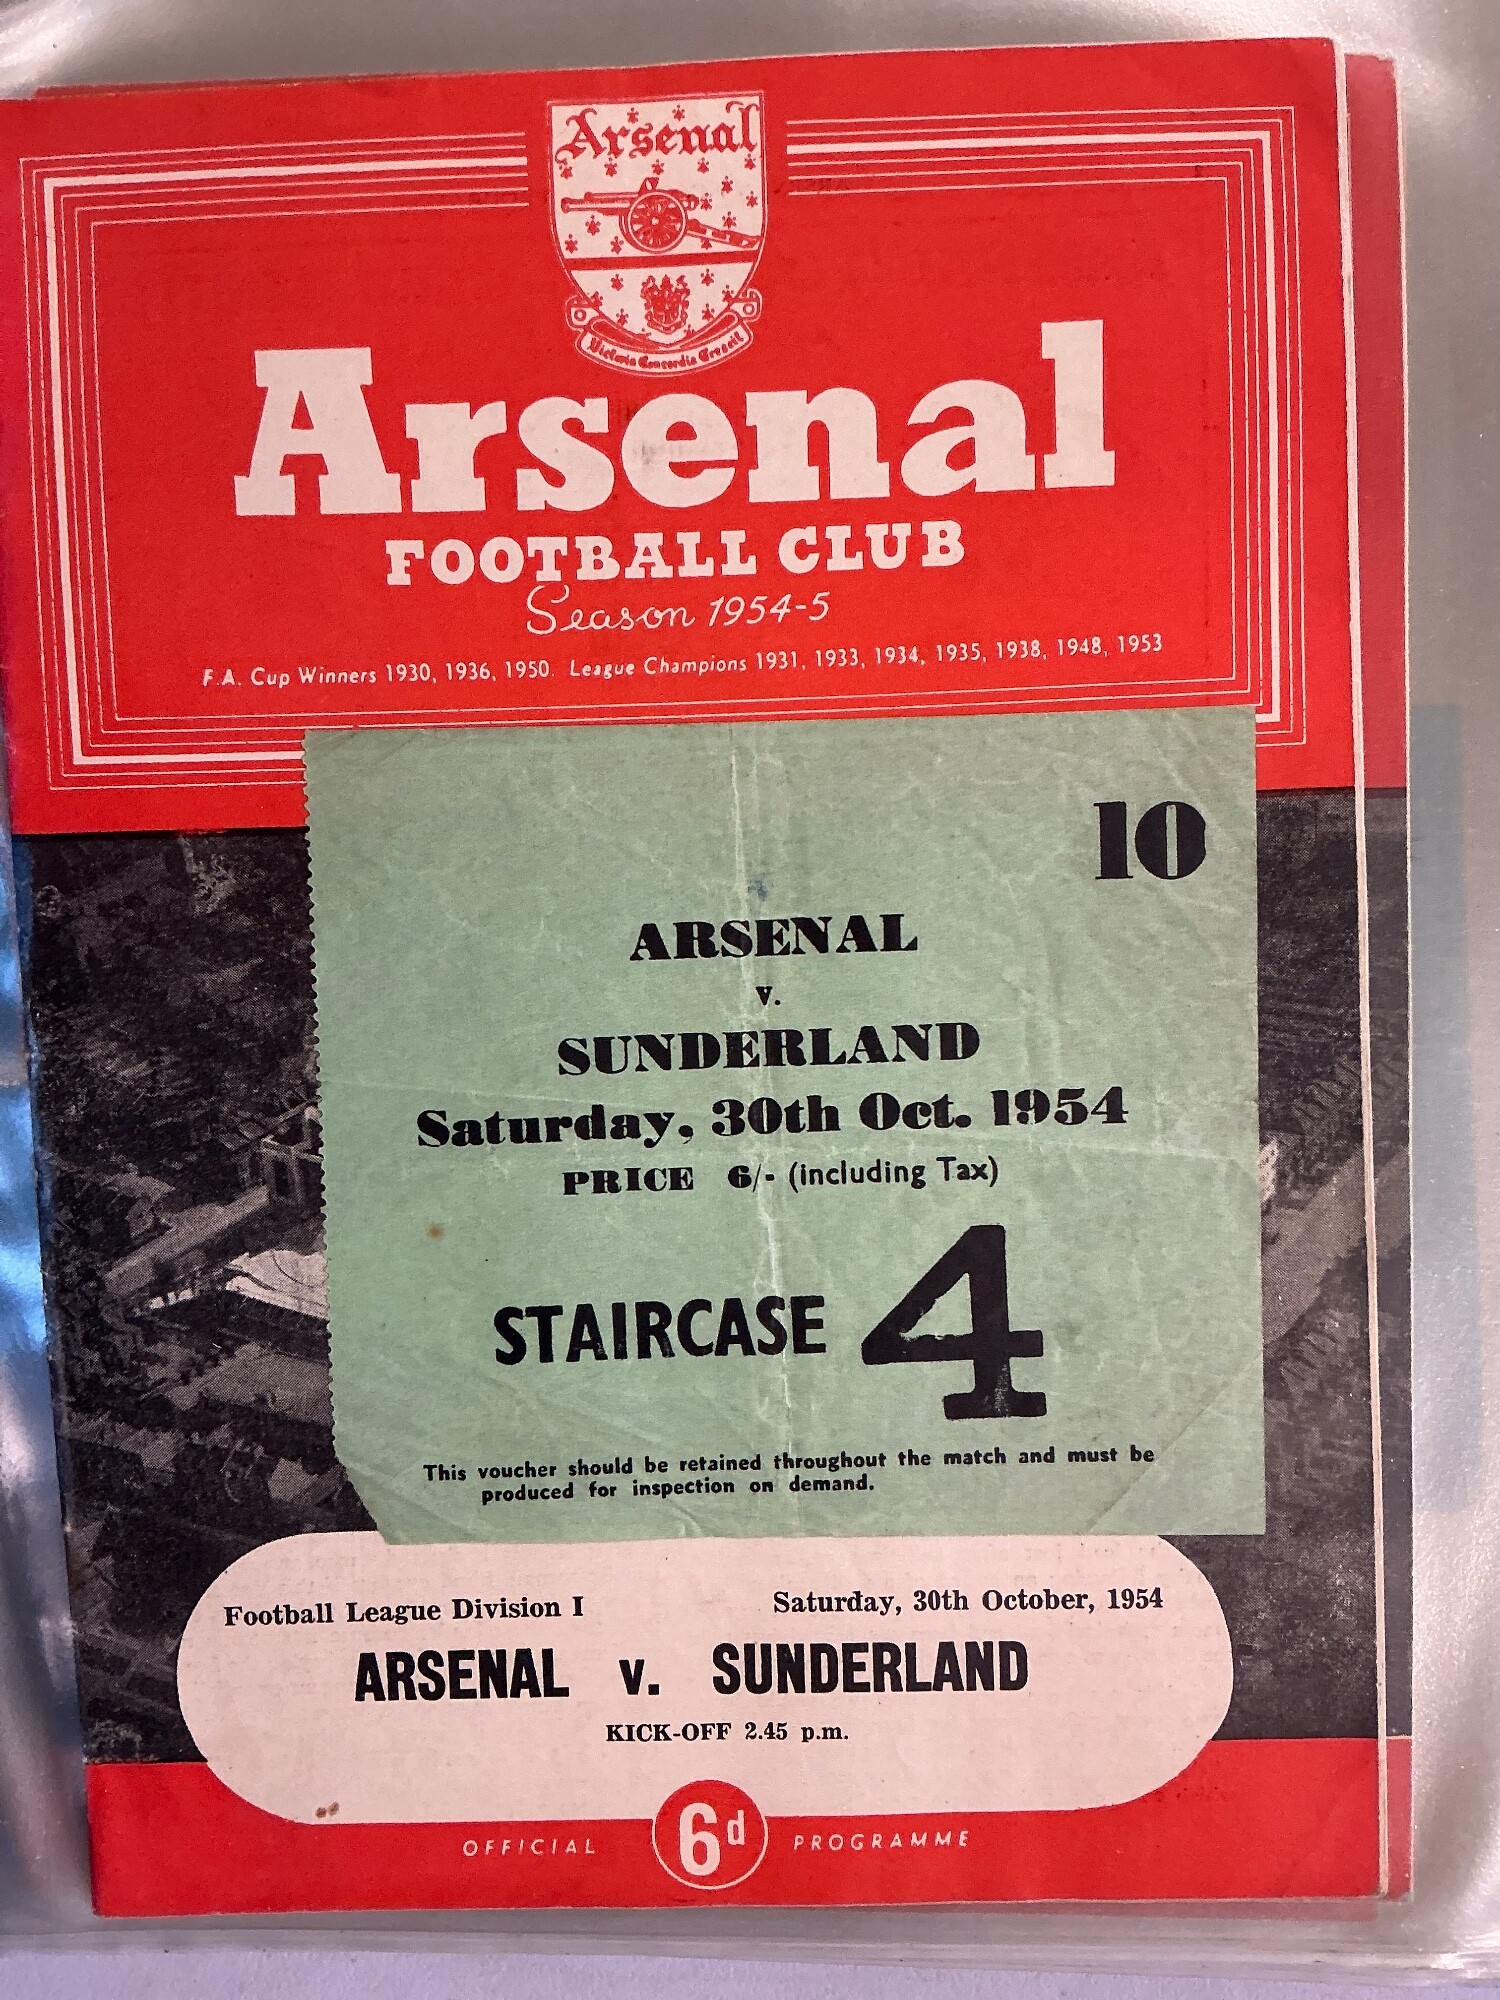 Arsenal
Victoria Concordia Crescit
Arsenal
FOOTBALL CLUB
Season 1954-5
F.A. Cup Winners 1930, 1936, 1950. League Champions 1931, 1933, 1934, 1935, 1938, 1948, 1953
10
ARSENAL
v.
SUNDERLAND
Saturday, 30th Oct. 1954
PRICE 6/- (including Tax)
STAIRCASE 4
This voucher should be retained throughout the match and must be
produced for inspection on demand.
Football League Division I Saturday, 30th October, 1954
ARSENAL v. SUNDERLAND
KICK-OFF 2.45 p.m.
OFFICIAL 6d PROGRAMME